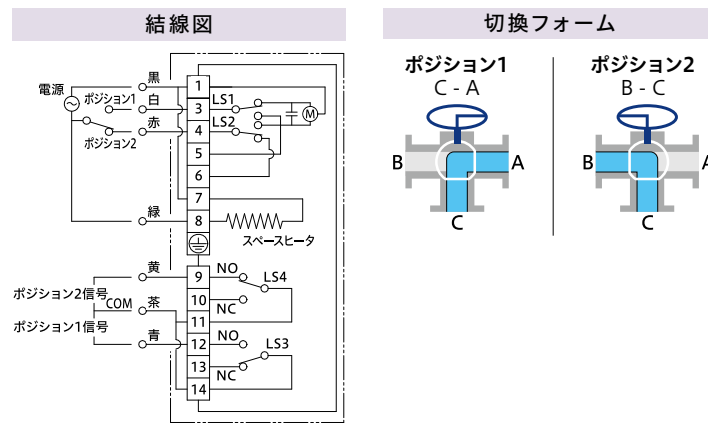 結線図
電源
ポジション1
ポジション2
黒
白
赤
緑
1
3
4
5
6
7
8
LS1
LS2
M
スペースヒータ
ポジション2信号
COM
ポジション1信号
黄
茶
青
9
10
11
12
13
14
NO
LS4
NC
NO
LS3
NC
切換フォーム
ポジション1
C - A
B
A
C
ポジション2
B - C
B
A
C